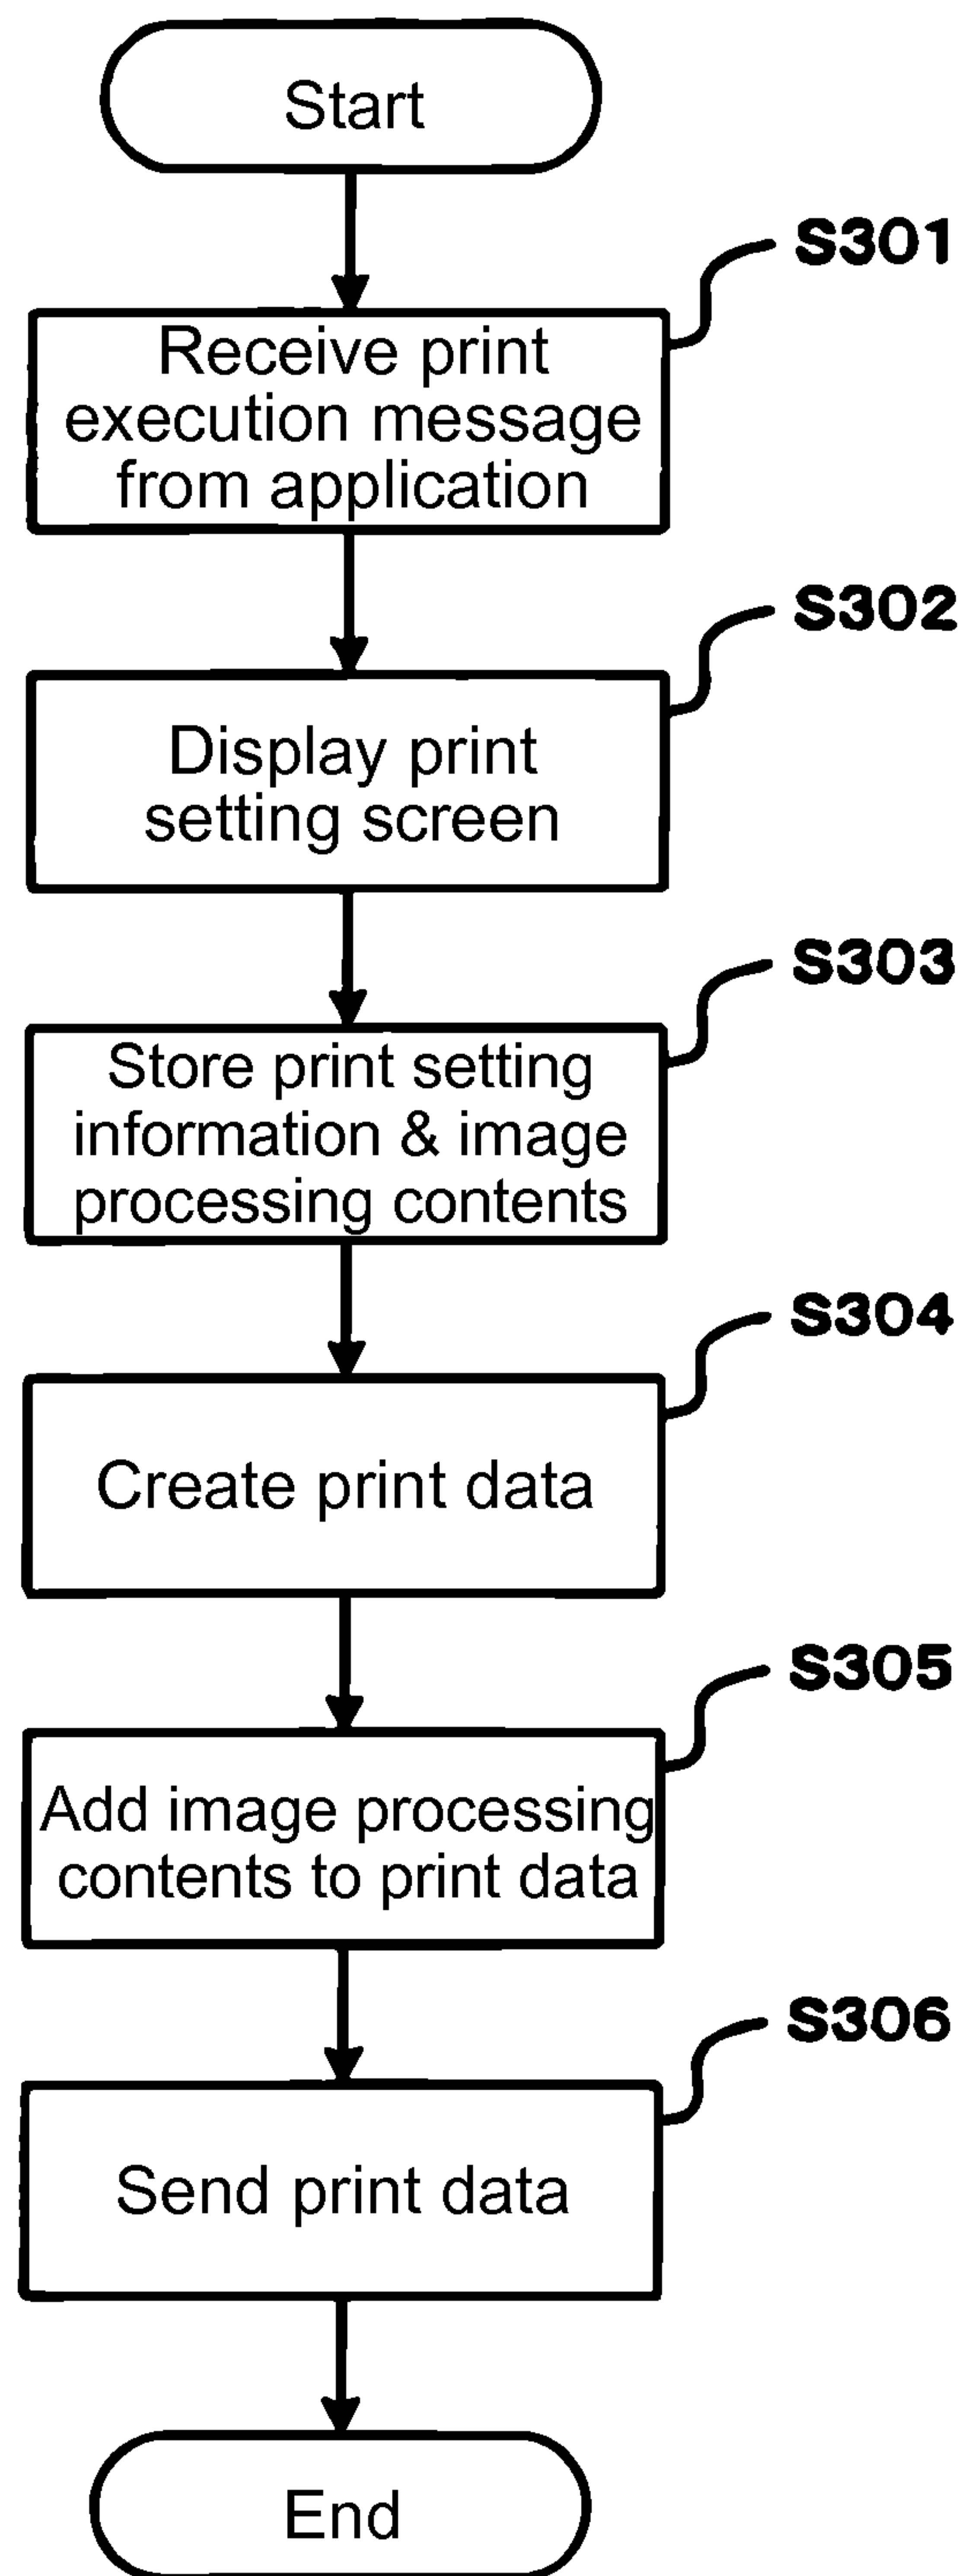 Start
S301
Receive print
execution message
from application
S302
Display print
setting screen
S303
Store print setting
information & image
processing contents
S304
Create print data
S305
Add image processing
contents to print data
S306
Send print data
End